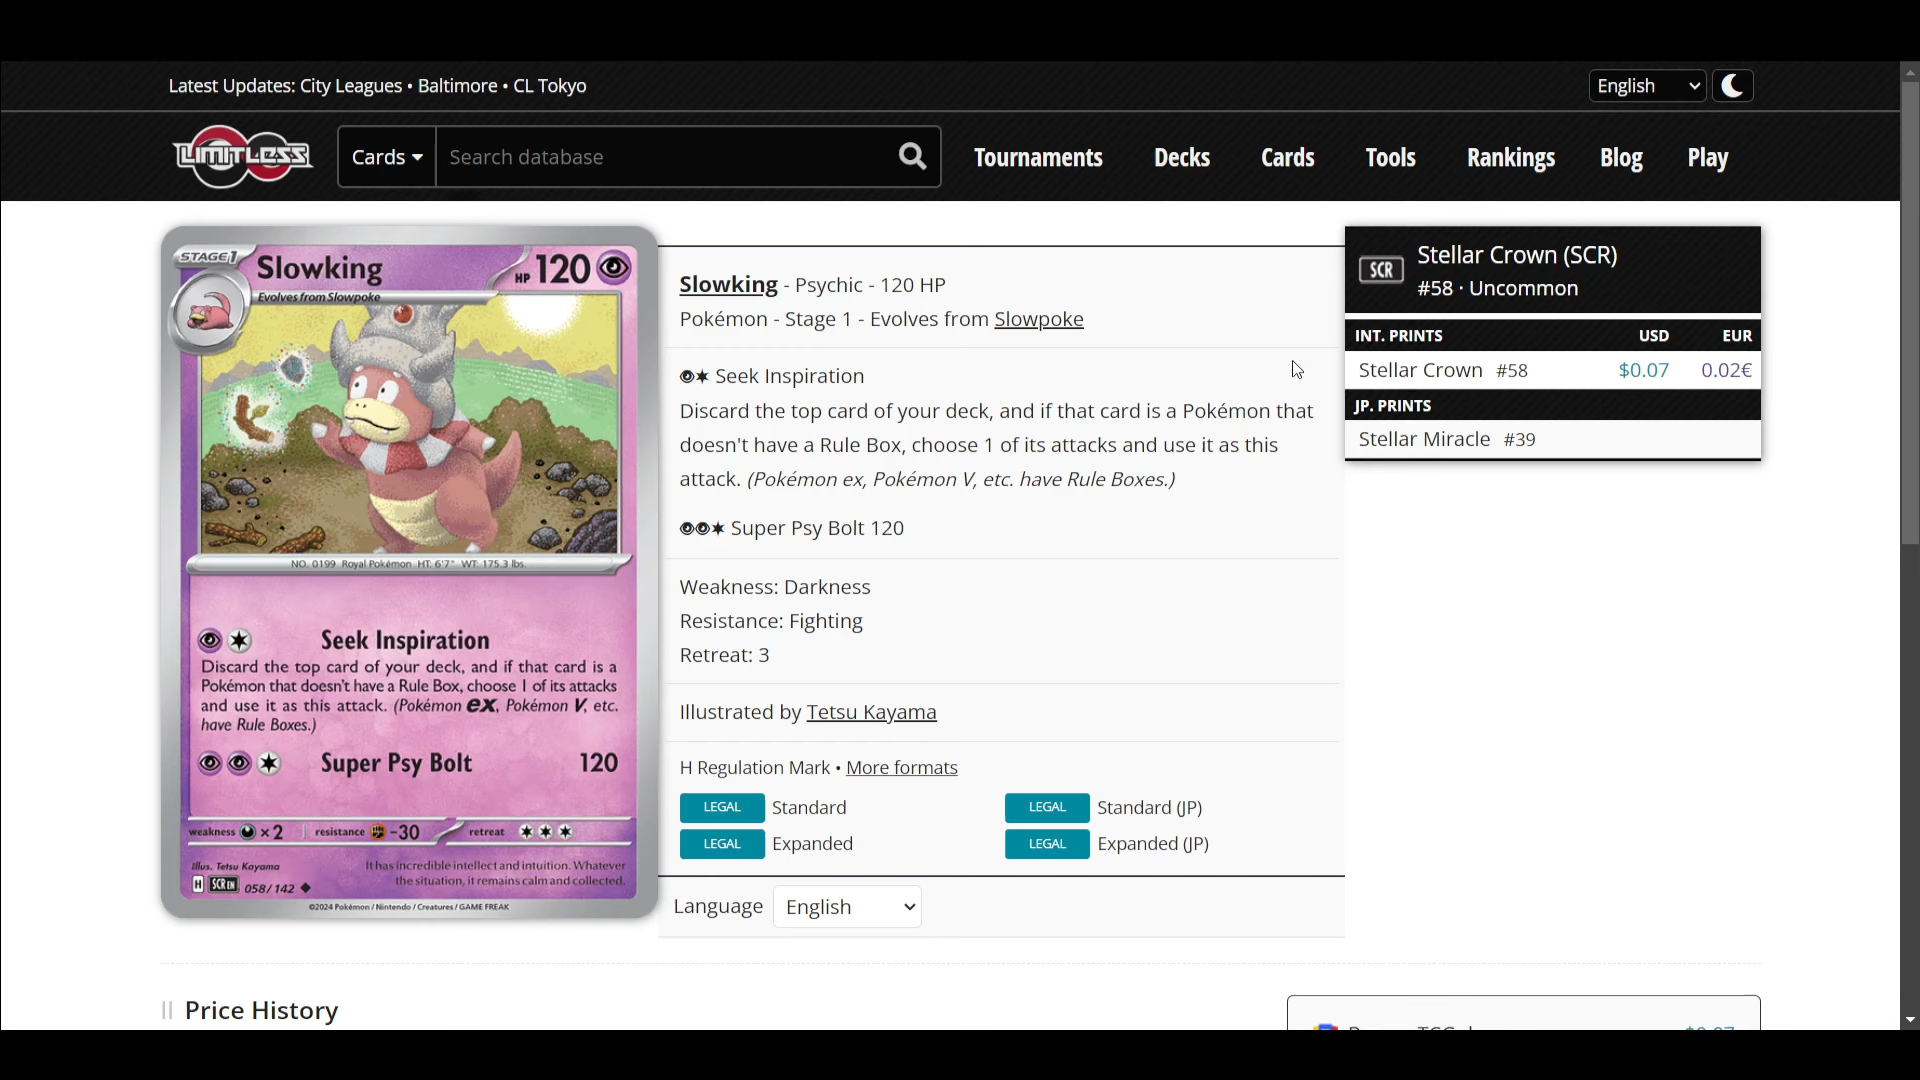 Latest Updates: City Leagues • Baltimore • CL Tokyo
English
LIMITLESS
Cards
Search database
Tournaments
Decks
Cards
Tools
Rankings
Blog
Play
STAGE 1
Slowking
HP 120
Evolves from Slowpoke
NO. 0199 Royal Pokémon HT: 6'7" WT: 175.3 lbs.
Seek Inspiration
Discard the top card of your deck, and if that card is a
Pokémon that doesn't have a Rule Box, choose 1 of its attacks
and use it as this attack. (Pokémon ex, Pokémon V, etc.
have Rule Boxes.)
Super Psy Bolt 120
weakness ×2 resistance -30 retreat
Illus. Tetsu Kayama
It has incredible intellect and intuition. Whatever
the situation, it remains calm and collected.
H SCR EN 058/142
©2024 Pokémon / Nintendo / Creatures / GAME FREAK
Slowking - Psychic - 120 HP
Pokémon - Stage 1 - Evolves from Slowpoke
Seek Inspiration
Discard the top card of your deck, and if that card is a Pokémon that
doesn't have a Rule Box, choose 1 of its attacks and use it as this
attack. (Pokémon ex, Pokémon V, etc. have Rule Boxes.)
Super Psy Bolt 120
Weakness: Darkness
Resistance: Fighting
Retreat: 3
Illustrated by Tetsu Kayama
H Regulation Mark • More formats
LEGAL Standard
LEGAL Standard (JP)
LEGAL Expanded
LEGAL Expanded (JP)
Language English
SCR
Stellar Crown (SCR)
#58 · Uncommon
INT. PRINTS USD EUR
Stellar Crown #58 $0.07 0.02€
JP. PRINTS
Stellar Miracle #39
Price History